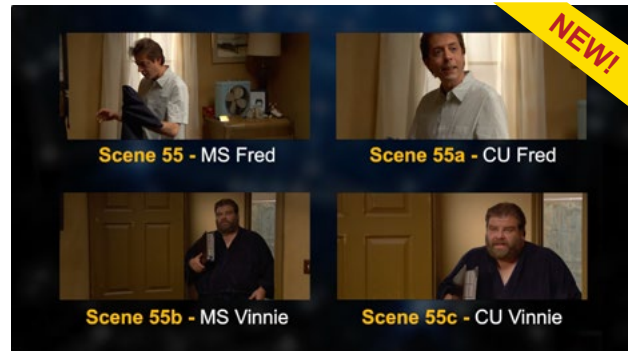 NEW!
Scene 55 - MS Fred
Scene 55a - CU Fred
Scene 55b - MS Vinnie
Scene 55c - CU Vinnie